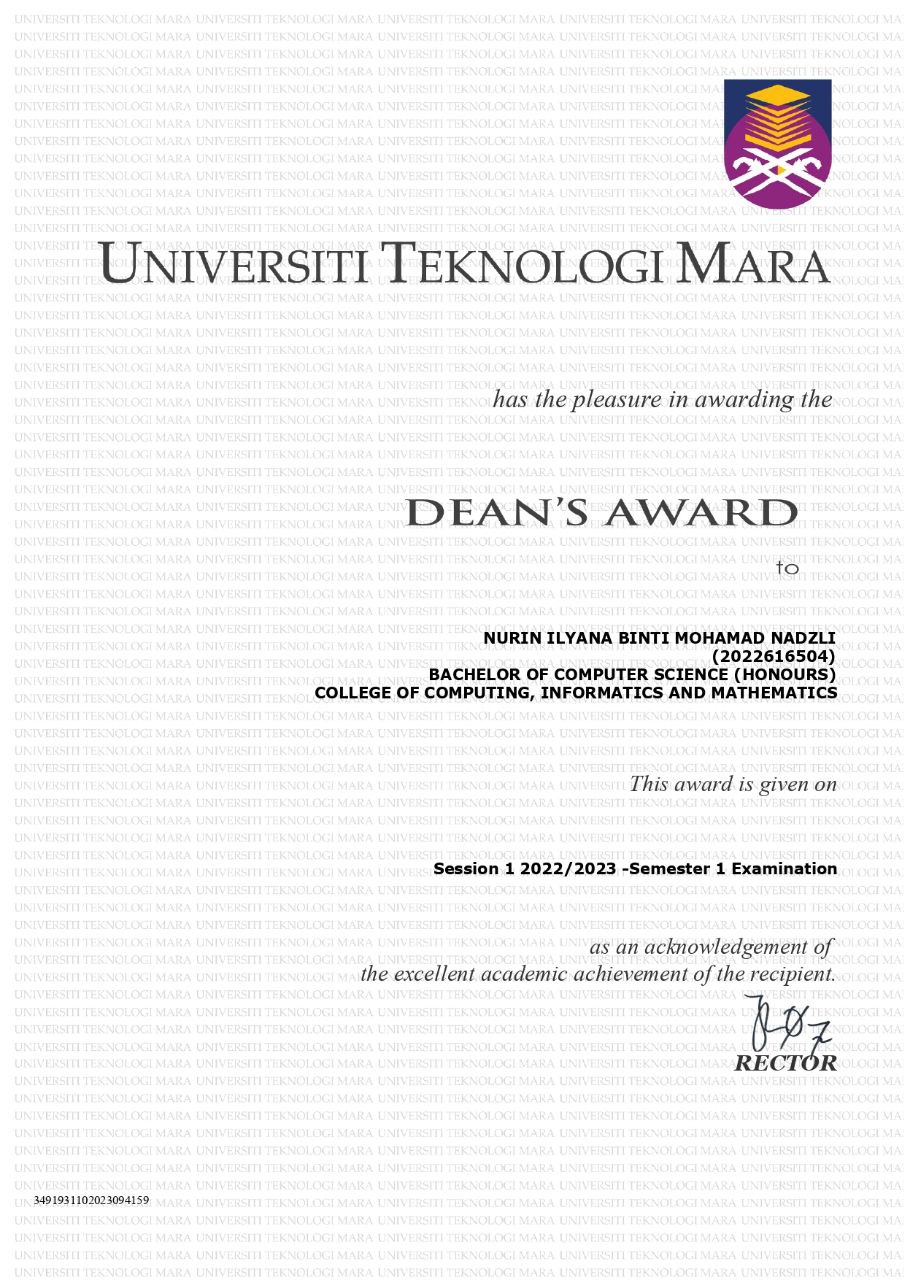 UNIVERSITI TEKNOLOGI MARA
has the pleasure in awarding the
DEAN'S AWARD
to
NURIN ILYANA BINTI MOHAMAD NADZLI
(2022616504)
BACHELOR OF COMPUTER SCIENCE (HONOURS)
COLLEGE OF COMPUTING, INFORMATICS AND MATHEMATICS
This award is given on
Session 1 2022/2023 -Semester 1 Examination
as an acknowledgement of
the excellent academic achievement of the recipient.
RECTOR
3491931102023094159